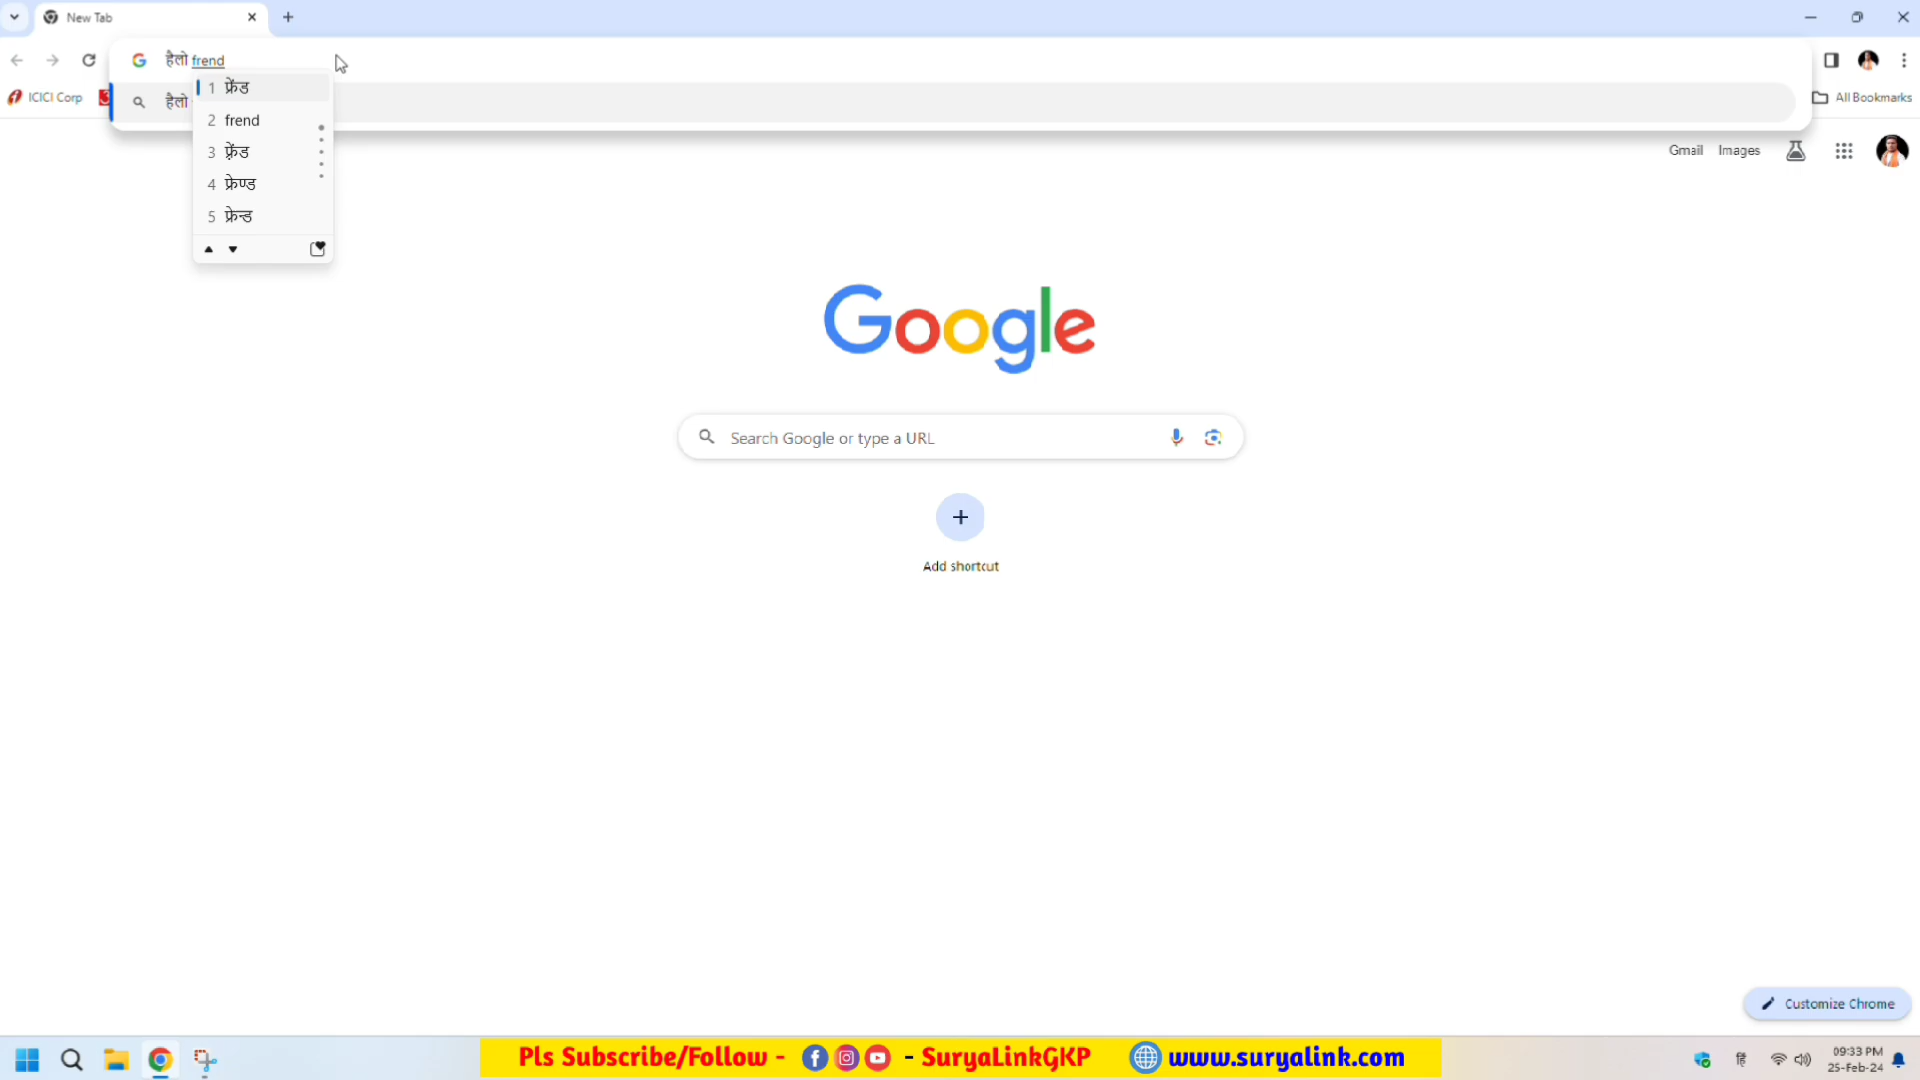 New Tab
हैलो frend
1 फ्रेंड
ICICI Corp
हैलो
All Bookmarks
2 frend
3 फ़्रेंड
4 फ्रेण्ड
5 फ्रेन्ड
Gmail Images
Google
Search Google or type a URL
Add shortcut
Customize Chrome
Pls Subscribe/Follow - - SuryaLinkGKP www.suryalink.com
हि
09:33 PM
25-Feb-24